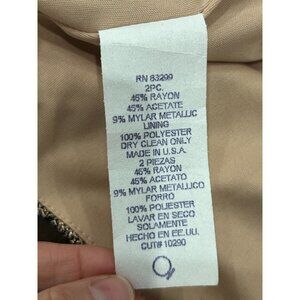 RN 83299
2PC.
45% RAYON
45% ACETATE
9% MYLAR METALLIC
LINING
100% POLYESTER
DRY CLEAN ONLY
MADE IN U.S.A.
2 PIEZAS
45% RAYON
45% ACETATO
9% MYLAR METALLICO
FORRO
100% POLIESTER
LAVAR EN SECO
SOLAMENTE
HECHO EN EE.UU.
CUT# 10290